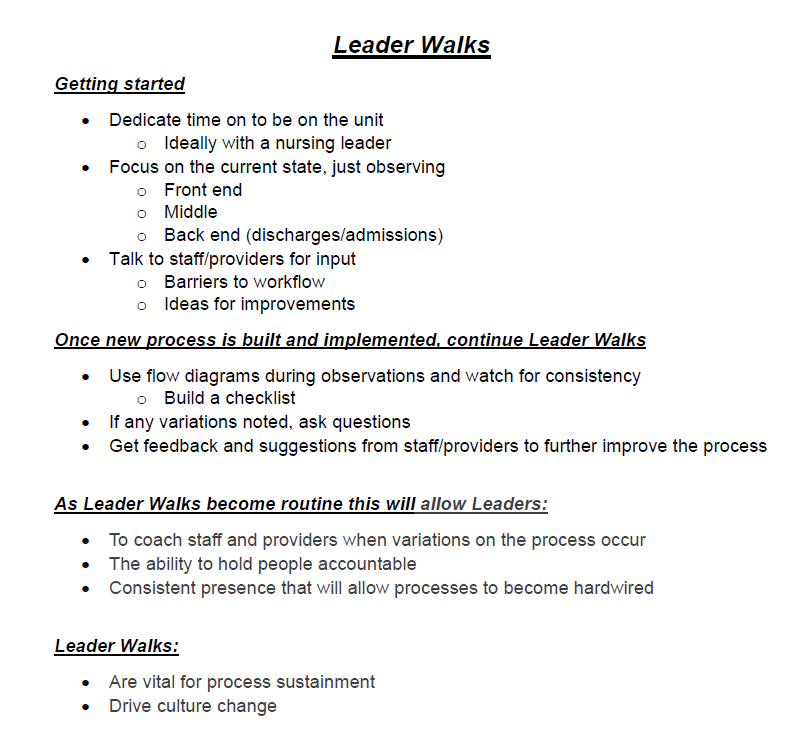 Leader Walks
Getting started
• Dedicate time on to be on the unit
o Ideally with a nursing leader
• Focus on the current state, just observing
o Front end
o Middle
o Back end (discharges/admissions)
• Talk to staff/providers for input
o Barriers to workflow
o Ideas for improvements
Once new process is built and implemented, continue Leader Walks
• Use flow diagrams during observations and watch for consistency
o Build a checklist
• If any variations noted, ask questions
• Get feedback and suggestions from staff/providers to further improve the process
As Leader Walks become routine this will allow Leaders:
• To coach staff and providers when variations on the process occur
• The ability to hold people accountable
• Consistent presence that will allow processes to become hardwired
Leader Walks:
• Are vital for process sustainment
• Drive culture change